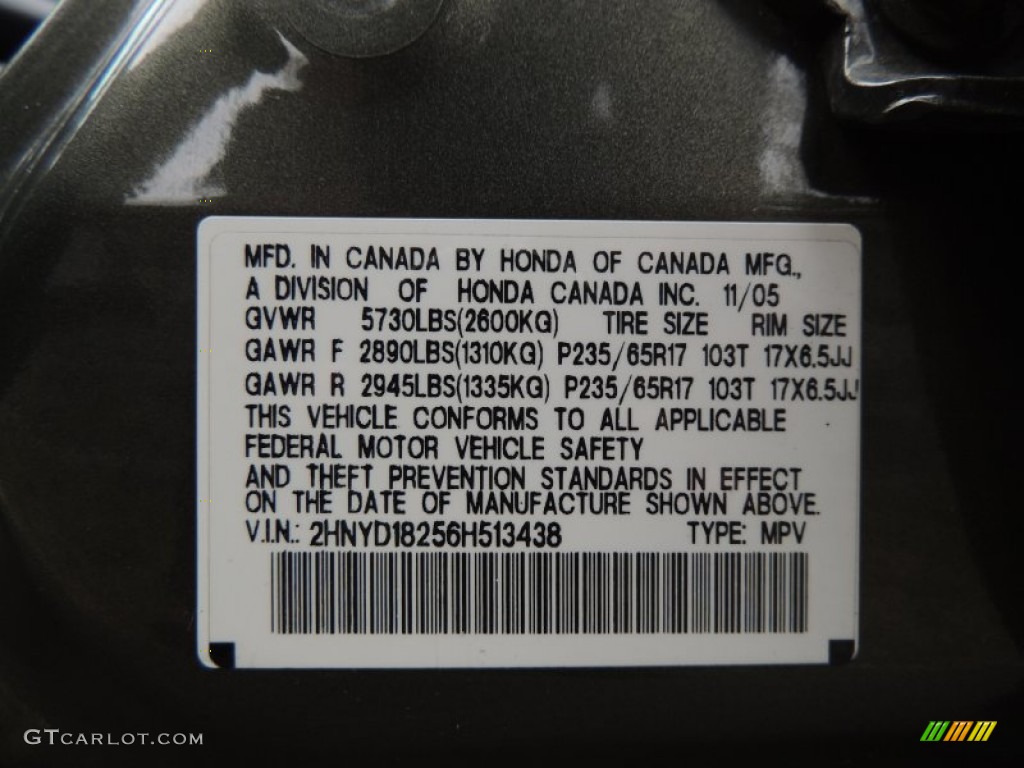 MFD. IN CANADA BY HONDA OF CANADA MFG.,
A DIVISION OF HONDA CANADA INC. 11/05
GVWR 5730LBS(2600KG) TIRE SIZE RIM SIZE
GAWR F 2890LBS(1310KG) P235/65R17 103T 17X6.5JJ
GAWR R 2945LBS(1335KG) P235/65R17 103T 17X6.5JJ
THIS VEHICLE CONFORMS TO ALL APPLICABLE
FEDERAL MOTOR VEHICLE SAFETY
AND THEFT PREVENTION STANDARDS IN EFFECT
ON THE DATE OF MANUFACTURE SHOWN ABOVE.
V.I.N.: 2HNYD18256H513438 TYPE: MPV
GTCARLOT.COM